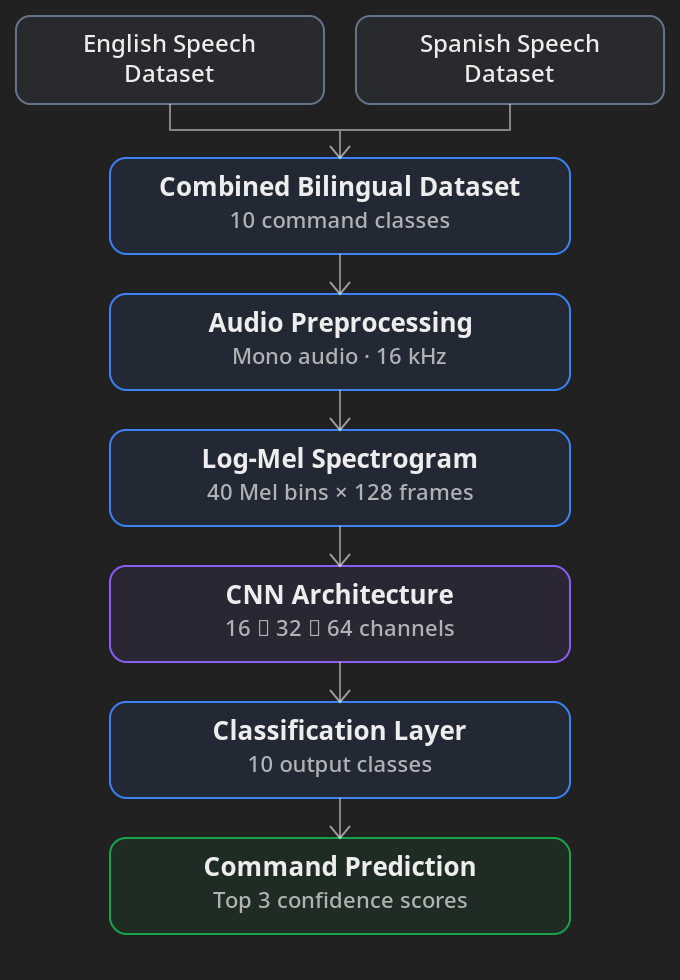 English Speech
Dataset
Spanish Speech
Dataset
Combined Bilingual Dataset
10 command classes
Audio Preprocessing
Mono audio · 16 kHz
Log-Mel Spectrogram
40 Mel bins × 128 frames
CNN Architecture
16 ▯ 32 ▯ 64 channels
Classification Layer
10 output classes
Command Prediction
Top 3 confidence scores